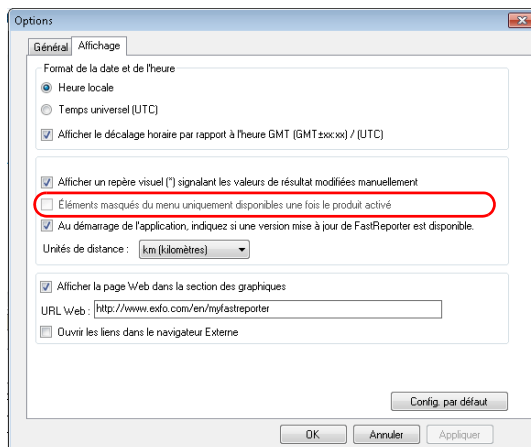 Options
Général
Affichage
Format de la date et de l'heure
Heure locale
Temps universel (UTC)
Afficher le décalage horaire par rapport à l'heure GMT (GMT±xx:xx) / (UTC)
Afficher un repère visuel (*) signalant les valeurs de résultat modifiées manuellement
Éléments masqués du menu uniquement disponibles une fois le produit activé
Au démarrage de l'application, indiquez si une version mise à jour de FastReporter est disponible.
Unités de distance : km (kilomètres)
Afficher la page Web dans la section des graphiques
URL Web : http://www.exfo.com/en/myfastreporter
Ouvrir les liens dans le navigateur Externe
Config. par défaut
OK Annuler Appliquer